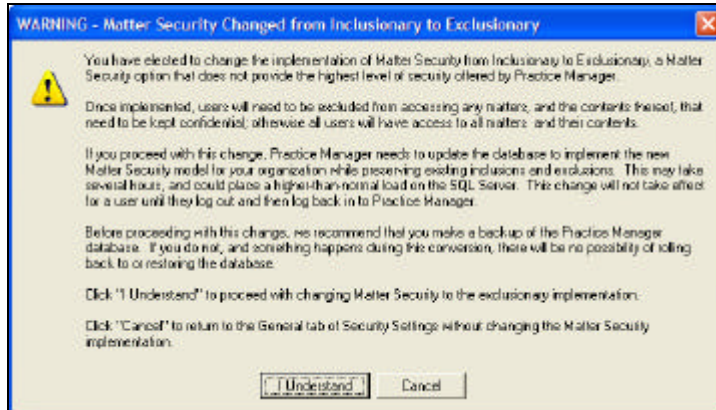 WARNING - Matter Security Changed from Inclusionary to Exclusionary
You have elected to change the implementation of Matter Security from Inclusionary to Exclusionary, a Matter
Security option that does not provide the highest level of security offered by Practice Manager.
Once implemented, users will need to be excluded from accessing any matters, and the contents thereof, that
need to be kept confidential; otherwise all users will have access to all matters and their contents.
If you proceed with this change, Practice Manager needs to update the database to implement the new
Matter Security model for your organization while preserving existing inclusions and exclusions. This may take
several hours, and could place a higher-than-normal load on the SQL Server. This change will not take effect
for a user until they log out and then log back in to Practice Manager.
Before proceeding with this change, we recommend that you make a backup of the Practice Manager
database. If you do not, and something happens during this conversion, there will be no possibility of rolling
back to or restoring the database.
Click "I Understand" to proceed with changing Matter Security to the exclusionary implementation.
Click "Cancel" to return to the General tab of Security Settings without changing the Matter Security
implementation.
I Understand Cancel